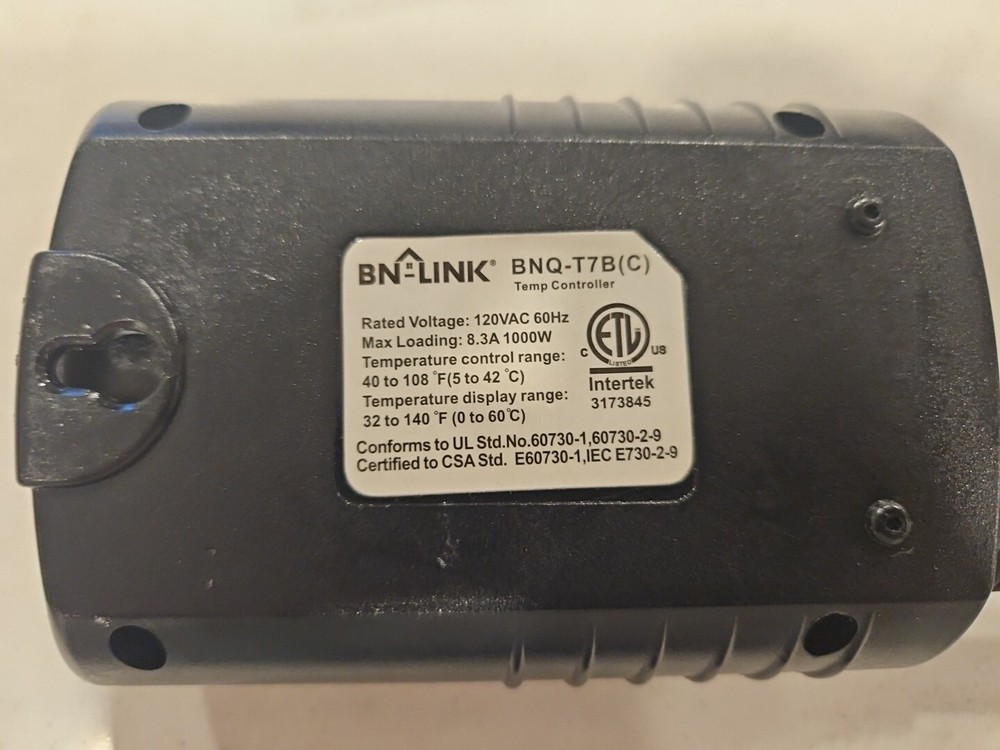 BN-LINK® BNQ-T7B(C)
Temp Controller
Rated Voltage: 120VAC 60Hz
Max Loading: 8.3A 1000W
Temperature control range:
40 to 108 °F(5 to 42 °C)
Temperature display range:
32 to 140 °F (0 to 60°C)
ETL
LISTED
C US
Intertek
3173845
Conforms to UL Std.No.60730-1,60730-2-9
Certified to CSA Std. E60730-1,IEC E730-2-9